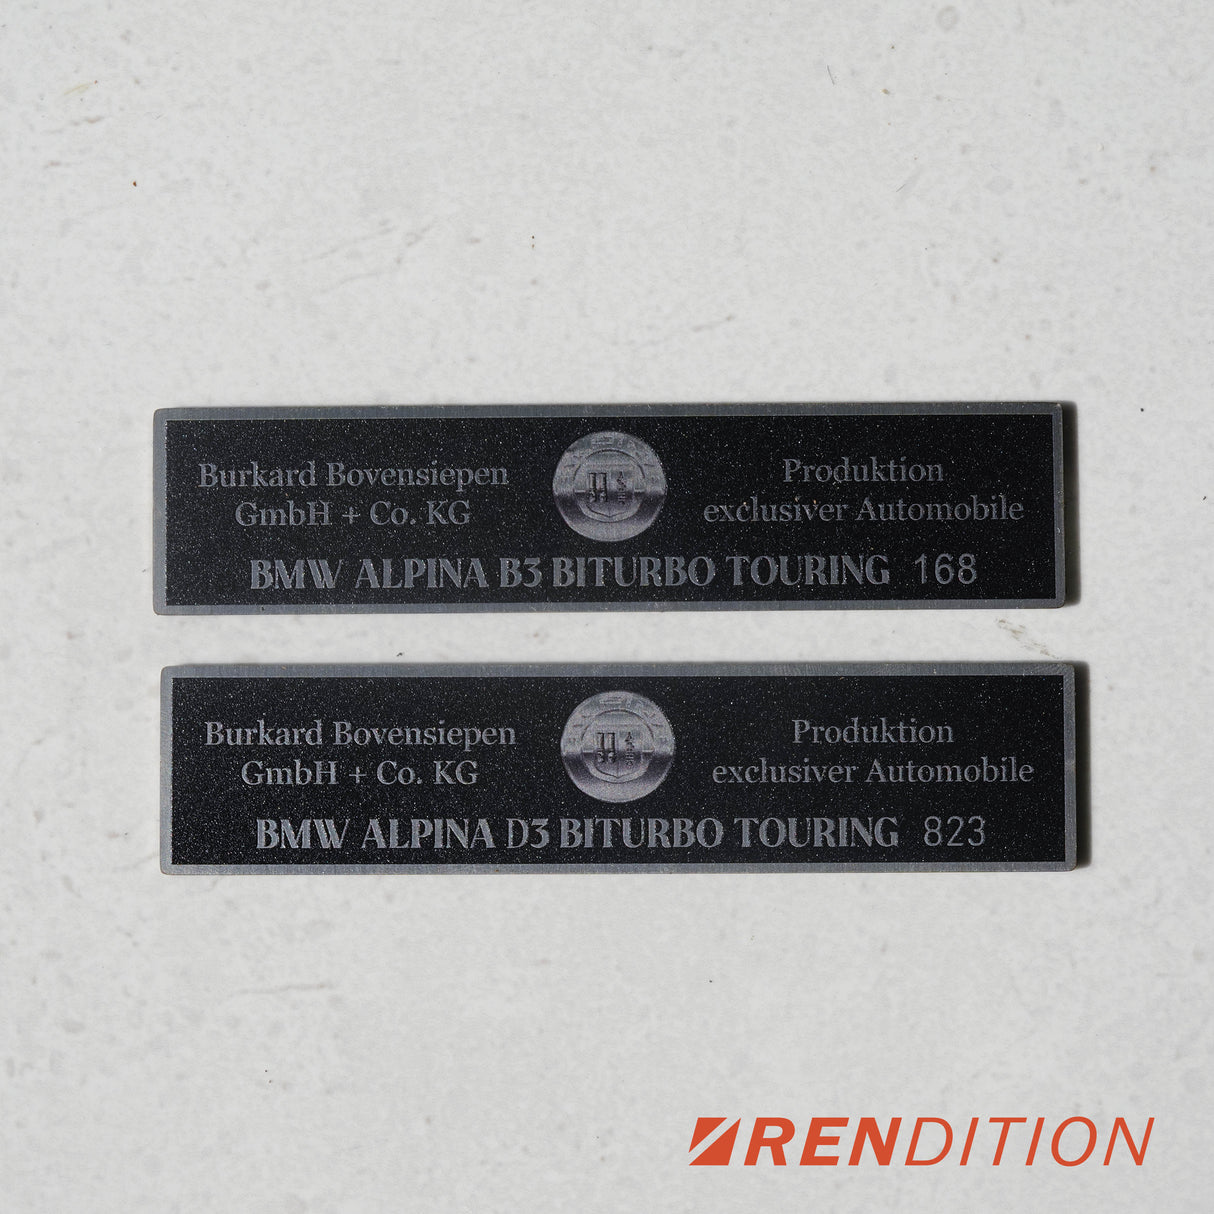 Burkard Bovensiepen
GmbH + Co. KG
Produktion
exclusiver Automobile
BMW ALPINA B3 BITURBO TOURING 168
Burkard Bovensiepen
GmbH + Co. KG
Produktion
exclusiver Automobile
BMW ALPINA D3 BITURBO TOURING 823
RENDITION